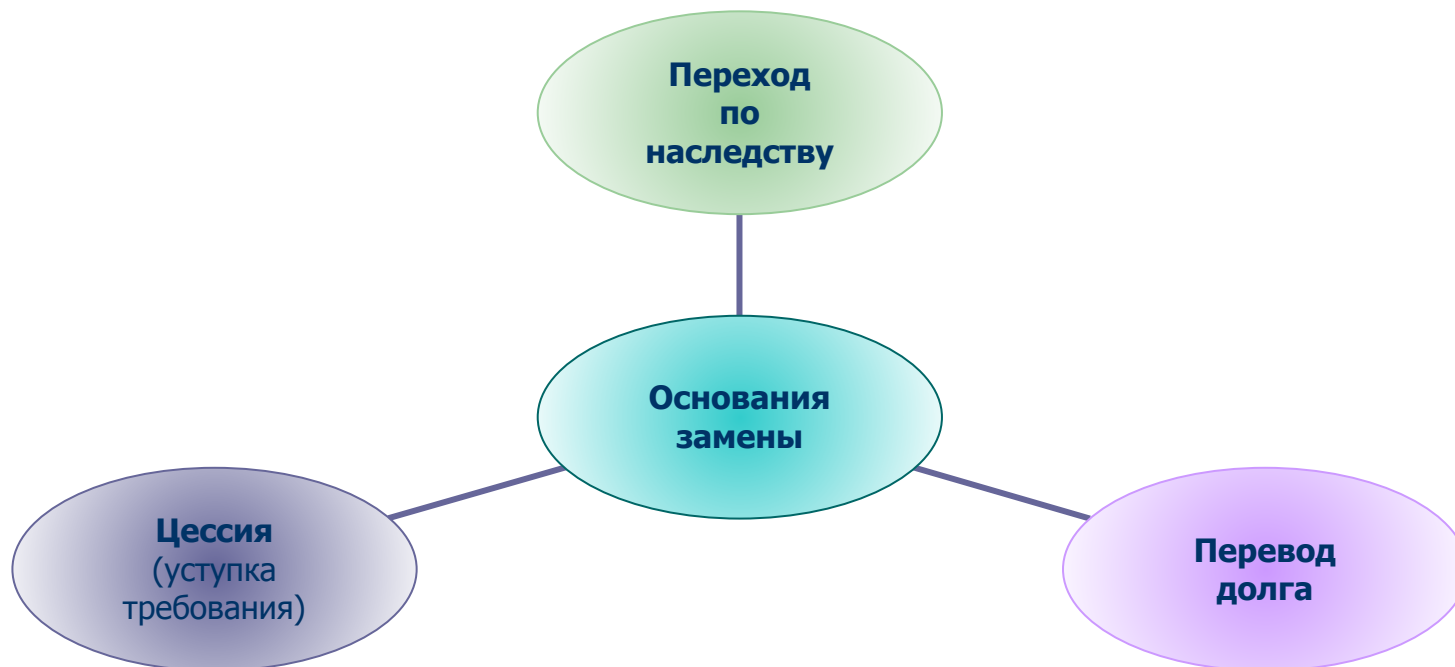 Переход
по
наследству
Основания
замены
Цессия
(уступка
требования)
Перевод
долга